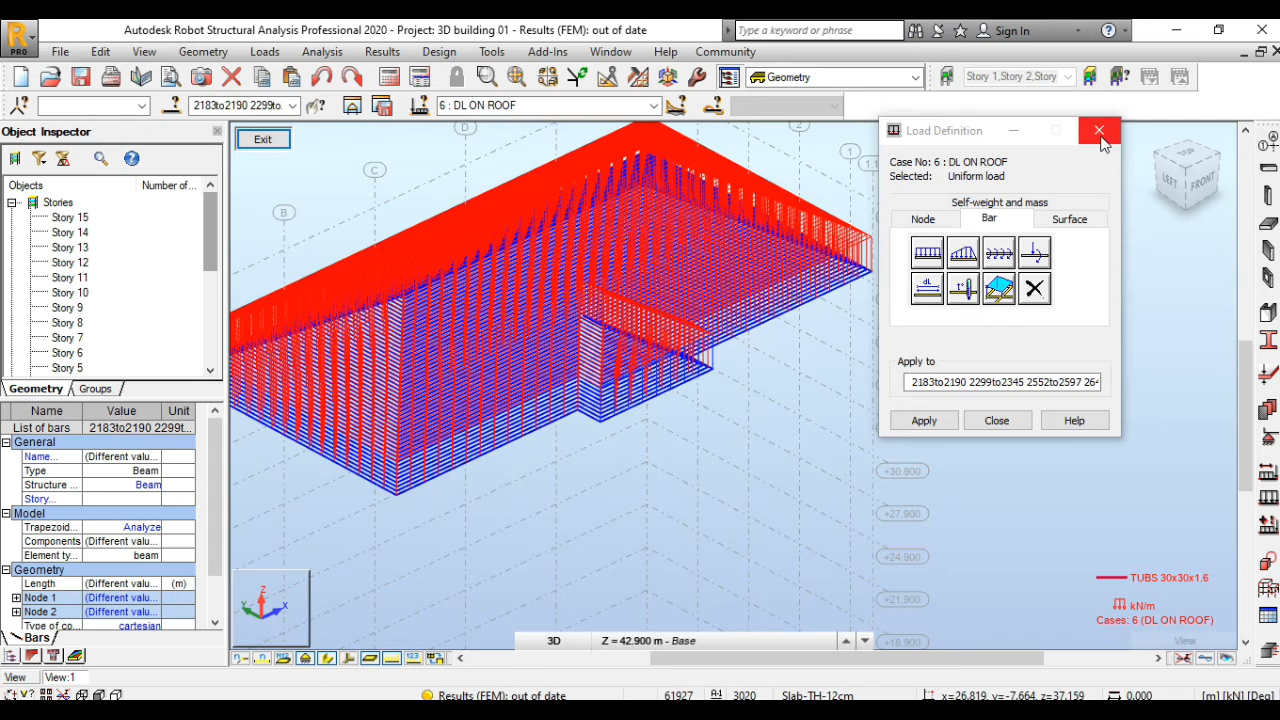 Autodesk Robot Structural Analysis Professional 2020 - Project: 3D building 01 - Results (FEM): out of date
Type a keyword or phrase
Sign In
PRO
File Edit View Geometry Loads Analysis Results Design Tools Add-Ins Window Help Community
Geometry
Story 1,Story 2,Story
2183to2190 2299to.
6 : DL ON ROOF
Object Inspector
Exit
Objects Number of...
Stories
Story 15
Story 14
Story 13
Story 12
Story 11
Story 10
Story 9
Story 8
Story 7
Story 6
Story 5
Geometry Groups
Name Value Unit
List of bars 2183to2190 2299t...
General
Name... (Different valu...
Type Beam
Structure ... Beam
Story...
Model
Trapezoid... Analyze
Components (Different valu...
Element ty... beam
Geometry
Length (Different valu... (m)
Node 1 (Different valu...
Node 2 (Different valu...
Type of co... cartesian
Bars
View View:1
B
C
D
2
1
1.1
Z
Y
X
TOP
LEFT
FRONT
Load Definition
Case No: 6 : DL ON ROOF
Selected: Uniform load
Self-weight and mass
Node Bar Surface
Apply to
2183to2190 2299to2345 2552to2597 264
Apply Close Help
+30.900
+27.900
+24.900
+21.900
+18.900
TUBS 30x30x1.6
kN/m
Cases: 6 (DL ON ROOF)
View
3D Z = 42.900 m - Base
Results (FEM): out of date
61927
3020
Slab-TH-12cm
x=26.819, y=-7.664, z=37.159
0.000
[m] [kN] [Deg]